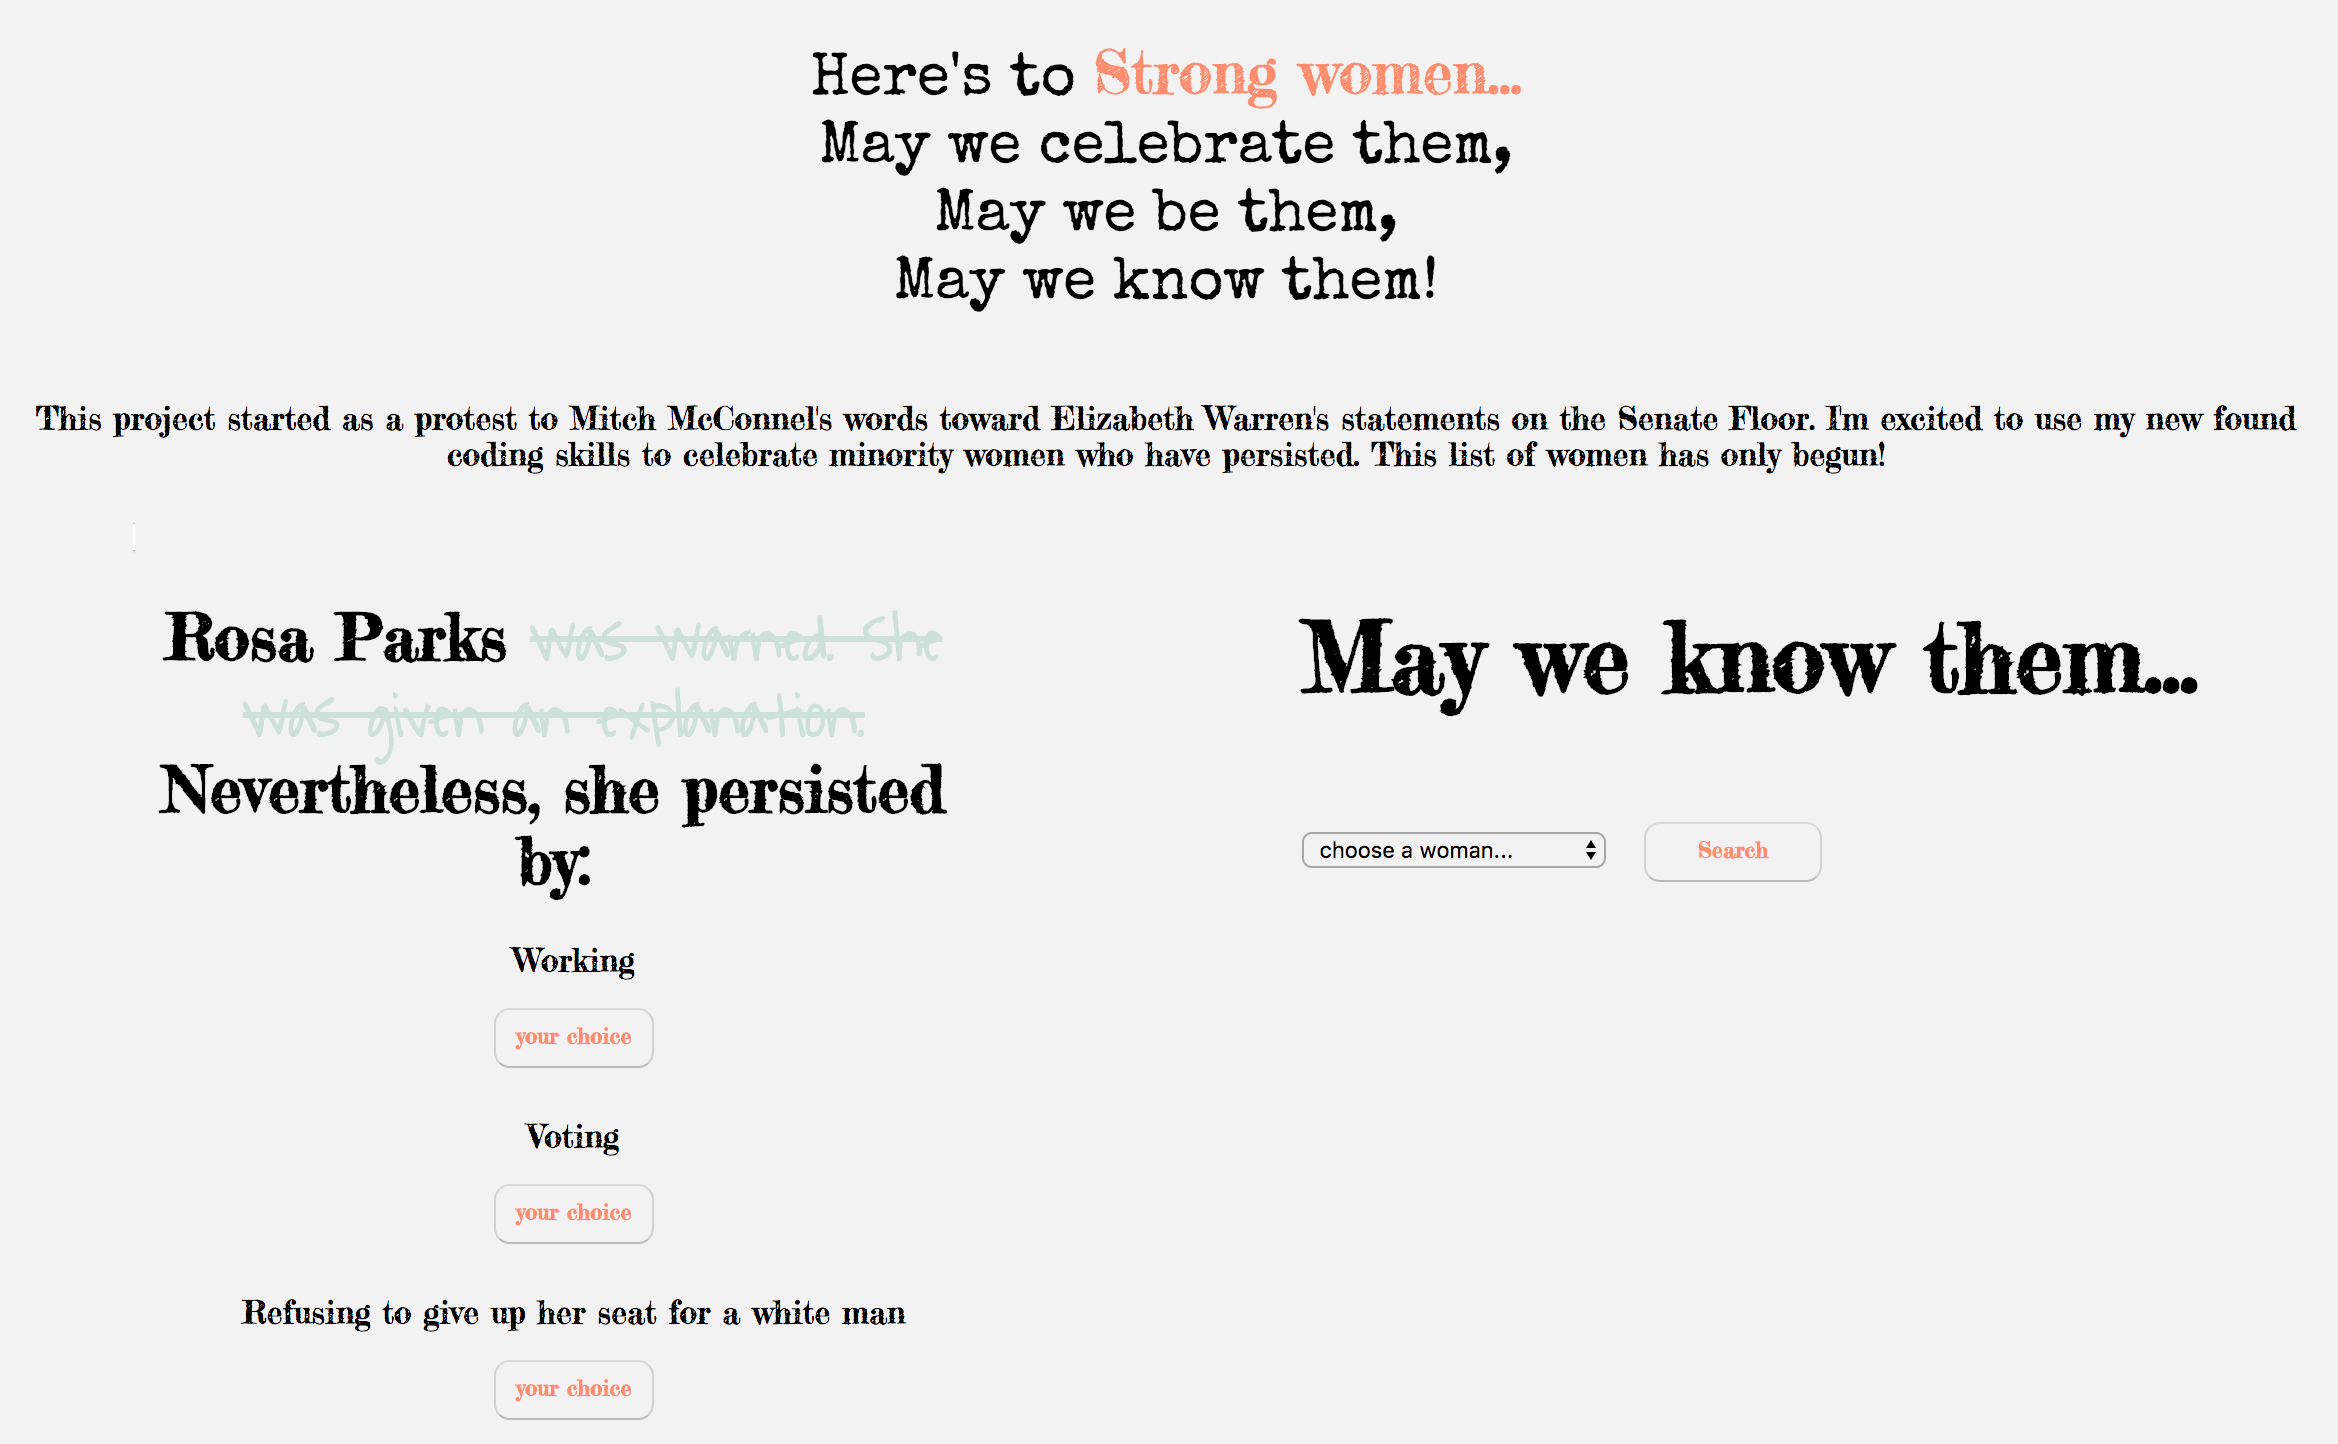 Here's to Strong women...
May we celebrate them,
May we be them,
May we know them!
This project started as a protest to Mitch McConnel's words toward Elizabeth Warren's statements on the Senate Floor. I'm excited to use my new found
coding skills to celebrate minority women who have persisted. This list of women has only begun!
Rosa Parks was warned. She
was given an explanation.
Nevertheless, she persisted
by:
Working
your choice
Voting
your choice
Refusing to give up her seat for a white man
your choice
May we know them...
choose a woman...
Search